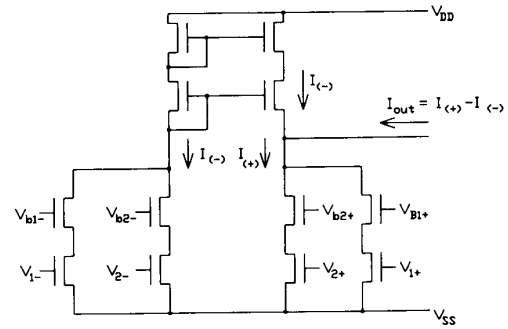 V_DD
I_(-)
I_out = I_(+) - I_(-)
I_(-) I_(+)
V_b1- V_b2- V_b2+ V_B1+
V_1- V_2- V_2+ V_1+
V_SS